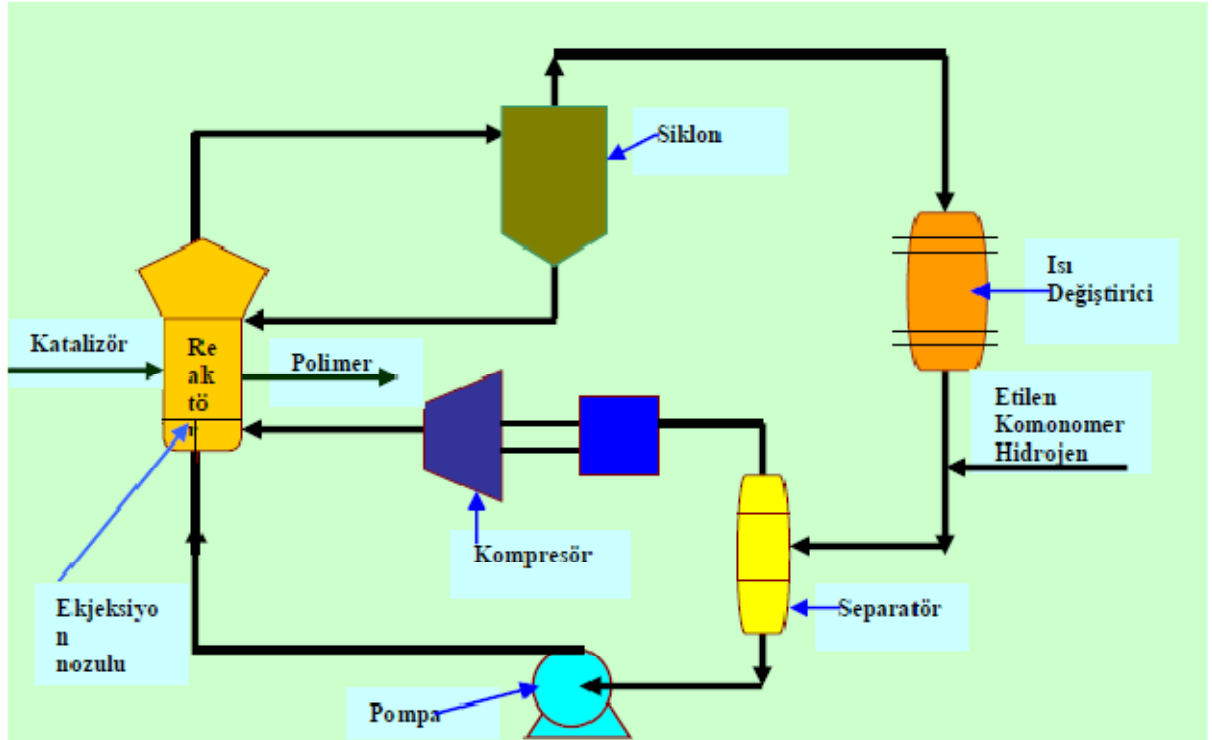 Siklon
Isı
Değiştirici
Katalizör
Re
ak
tö
r
Polimer
Etilen
Komonomer
Hidrojen
Kompresör
Ekjeksiyo
n
nozulu
Separatör
Pompa